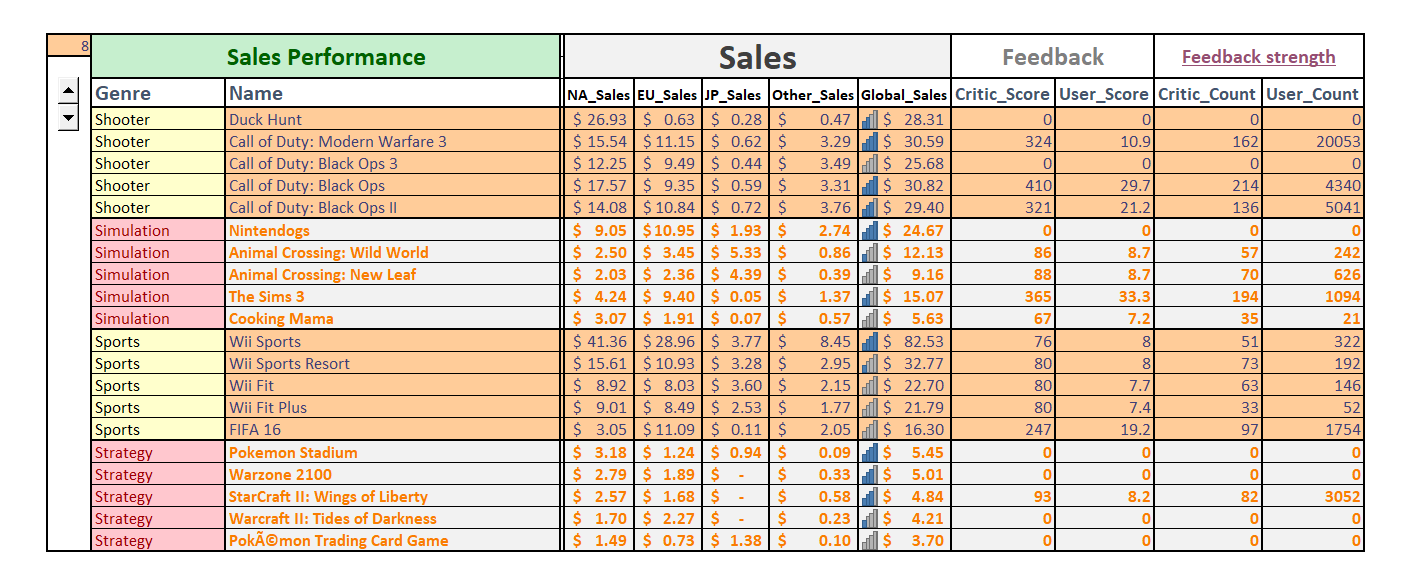 8 Sales Performance Sales Feedback Feedback strength
Genre Name NA_Sales EU_Sales JP_Sales Other_Sales Global_Sales Critic_Score User_Score Critic_Count User_Count
Shooter Duck Hunt $ 26.93 $ 0.63 $ 0.28 $ 0.47 $ 28.31 0 0 0 0
Shooter Call of Duty: Modern Warfare 3 $ 15.54 $ 11.15 $ 0.62 $ 3.29 $ 30.59 324 10.9 162 20053
Shooter Call of Duty: Black Ops 3 $ 12.25 $ 9.49 $ 0.44 $ 3.49 $ 25.68 0 0 0 0
Shooter Call of Duty: Black Ops $ 17.57 $ 9.35 $ 0.59 $ 3.31 $ 30.82 410 29.7 214 4340
Shooter Call of Duty: Black Ops II $ 14.08 $ 10.84 $ 0.72 $ 3.76 $ 29.40 321 21.2 136 5041
Simulation Nintendogs $ 9.05 $ 10.95 $ 1.93 $ 2.74 $ 24.67 0 0 0 0
Simulation Animal Crossing: Wild World $ 2.50 $ 3.45 $ 5.33 $ 0.86 $ 12.13 86 8.7 57 242
Simulation Animal Crossing: New Leaf $ 2.03 $ 2.36 $ 4.39 $ 0.39 $ 9.16 88 8.7 70 626
Simulation The Sims 3 $ 4.24 $ 9.40 $ 0.05 $ 1.37 $ 15.07 365 33.3 194 1094
Simulation Cooking Mama $ 3.07 $ 1.91 $ 0.07 $ 0.57 $ 5.63 67 7.2 35 21
Sports Wii Sports $ 41.36 $ 28.96 $ 3.77 $ 8.45 $ 82.53 76 8 51 322
Sports Wii Sports Resort $ 15.61 $ 10.93 $ 3.28 $ 2.95 $ 32.77 80 8 73 192
Sports Wii Fit $ 8.92 $ 8.03 $ 3.60 $ 2.15 $ 22.70 80 7.7 63 146
Sports Wii Fit Plus $ 9.01 $ 8.49 $ 2.53 $ 1.77 $ 21.79 80 7.4 33 52
Sports FIFA 16 $ 3.05 $ 11.09 $ 0.11 $ 2.05 $ 16.30 247 19.2 97 1754
Strategy Pokemon Stadium $ 3.18 $ 1.24 $ 0.94 $ 0.09 $ 5.45 0 0 0 0
Strategy Warzone 2100 $ 2.79 $ 1.89 $ - $ 0.33 $ 5.01 0 0 0 0
Strategy StarCraft II: Wings of Liberty $ 2.57 $ 1.68 $ - $ 0.58 $ 4.84 93 8.2 82 3052
Strategy Warcraft II: Tides of Darkness $ 1.70 $ 2.27 $ - $ 0.23 $ 4.21 0 0 0 0
Strategy PokÃ©mon Trading Card Game $ 1.49 $ 0.73 $ 1.38 $ 0.10 $ 3.70 0 0 0 0